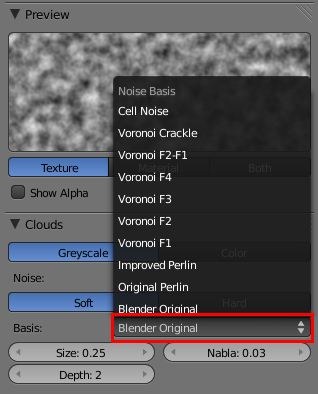 Preview
Noise Basis
Cell Noise
Voronoi Crackle
Voronoi F2-F1
Texture Material Both
Voronoi F4
Show Alpha
Voronoi F3
Voronoi F2
Clouds
Voronoi F1
Greyscale Color
Improved Perlin
Noise:
Original Perlin
Soft Hard
Blender Original
Basis: Blender Original
Size: 0.25 Nabla: 0.03
Depth: 2